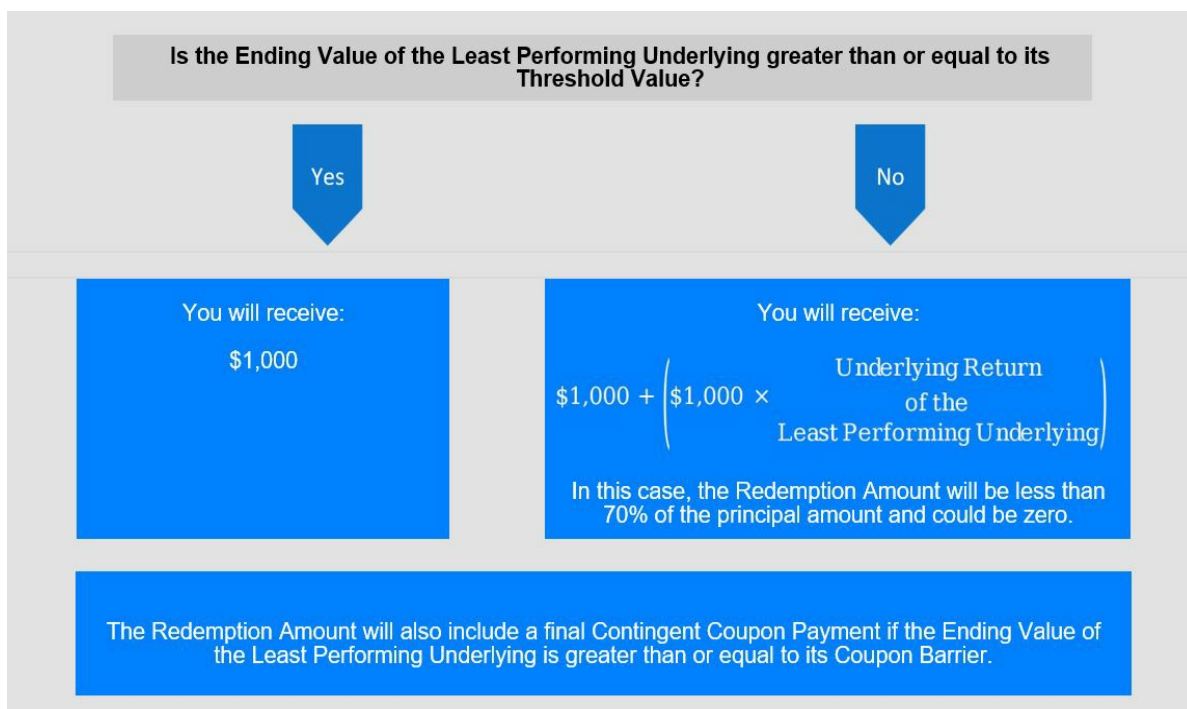 Is the Ending Value of the Least Performing Underlying greater than or equal to its
Threshold Value?
Yes
No
You will receive:
$1,000
You will receive:
$1,000 + ($1,000 × Underlying Return
of the
Least Performing Underlying)
In this case, the Redemption Amount will be less than
70% of the principal amount and could be zero.
The Redemption Amount will also include a final Contingent Coupon Payment if the Ending Value of
the Least Performing Underlying is greater than or equal to its Coupon Barrier.